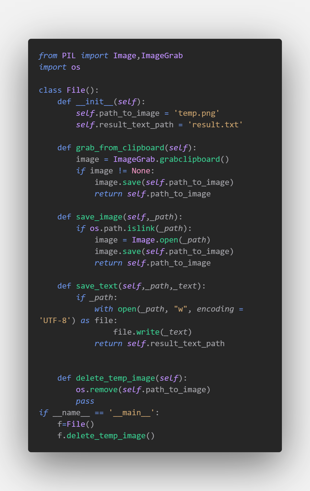 from PIL import Image,ImageGrab
import os

class File():
    def __init__(self):
        self.path_to_image = 'temp.png'
        self.result_text_path = 'result.txt'

    def grab_from_clipboard(self):
        image = ImageGrab.grabclipboard()
        if image != None:
            image.save(self.path_to_image)
            return self.path_to_image

    def save_image(self,_path):
        if os.path.islink(_path):
            image = Image.open(_path)
            image.save(self.path_to_image)
            return self.path_to_image

    def save_text(self,_path,_text):
        if _path:
            with open(_path, "w", encoding =
'UTF-8') as file:
                file.write(_text)
            return self.result_text_path


    def delete_temp_image(self):
        os.remove(self.path_to_image)
        pass
if __name__ == '__main__':
    f=File()
    f.delete_temp_image()